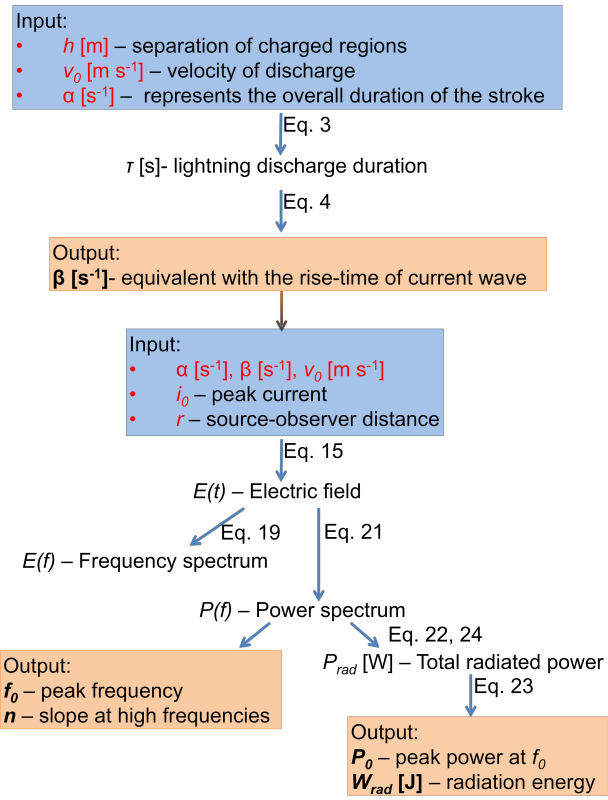 Input:
• h [m] – separation of charged regions
• v₀ [m s⁻¹] – velocity of discharge
• α [s⁻¹] – represents the overall duration of the stroke
Eq. 3
τ [s]- lightning discharge duration
Eq. 4
Output:
β [s⁻¹]- equivalent with the rise-time of current wave
Input:
• α [s⁻¹], β [s⁻¹], v₀ [m s⁻¹]
• i₀ – peak current
• r – source-observer distance
Eq. 15
E(t) – Electric field
Eq. 19
Eq. 21
E(f) – Frequency spectrum
P(f) – Power spectrum
Eq. 22, 24
Output:
f₀ – peak frequency
n – slope at high frequencies
P_rad [W] – Total radiated power
Eq. 23
Output:
P₀ – peak power at f₀
W_rad [J] – radiation energy